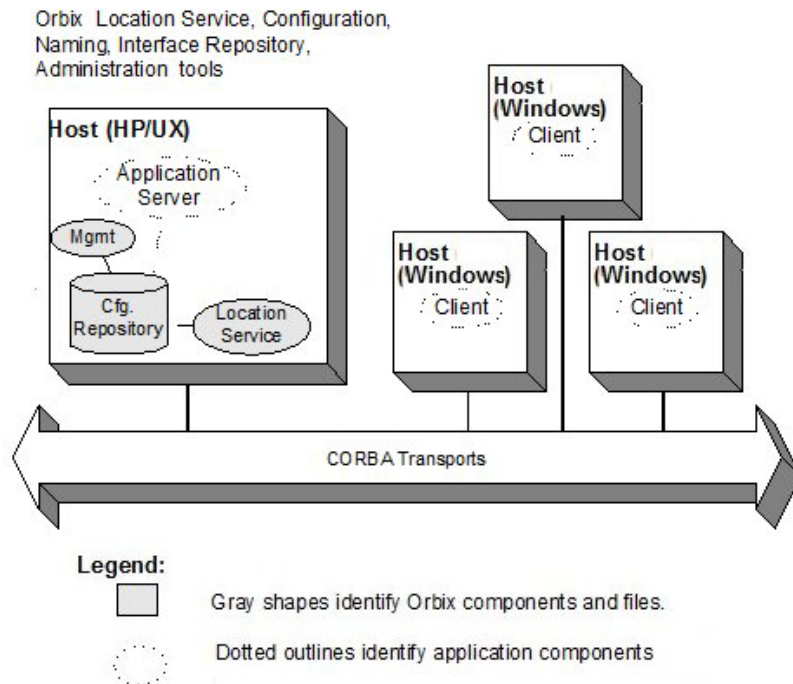 Orbix Location Service, Configuration,
Naming, Interface Repository,
Administration tools
Host (HP/UX)
Application
Server
Mgmt
Cfg.
Repository
Location
Service
Host
(Windows)
Client
Host
(Windows)
Client
Host
(Windows)
Client
CORBA Transports
Legend:
Gray shapes identify Orbix components and files.
Dotted outlines identify application components